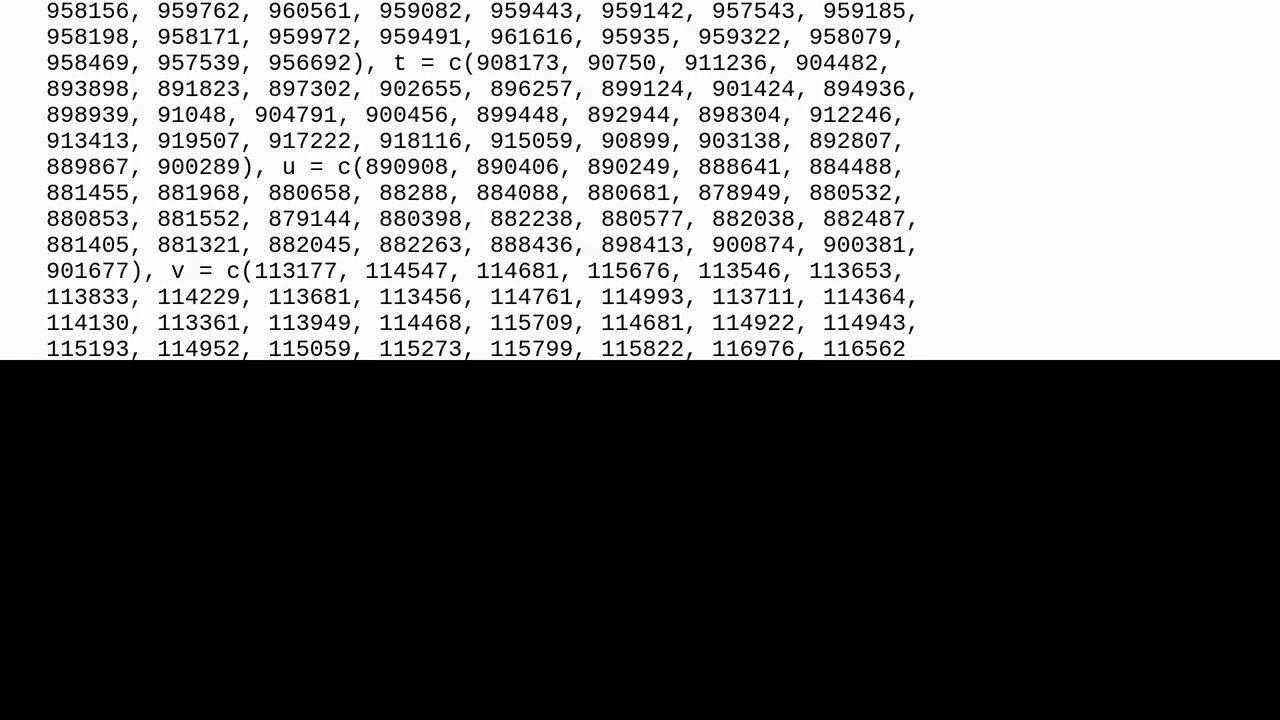 958156, 959762, 960561, 959082, 959443, 959142, 957543, 959185,
958198, 958171, 959972, 959491, 961616, 95935, 959322, 958079,
958469, 957539, 956692), t = c(908173, 90750, 911236, 904482,
893898, 891823, 897302, 902655, 896257, 899124, 901424, 894936,
898939, 91048, 904791, 900456, 899448, 892944, 898304, 912246,
913413, 919507, 917222, 918116, 915059, 90899, 903138, 892807,
889867, 900289), u = c(890908, 890406, 890249, 888641, 884488,
881455, 881968, 880658, 88288, 884088, 880681, 878949, 880532,
880853, 881552, 879144, 880398, 882238, 880577, 882038, 882487,
881405, 881321, 882045, 882263, 888436, 898413, 900874, 900381,
901677), v = c(113177, 114547, 114681, 115676, 113546, 113653,
113833, 114229, 113681, 113456, 114761, 114993, 113711, 114364,
114130, 113361, 113949, 114468, 115709, 114681, 114922, 114943,
115193, 114952, 115059, 115273, 115799, 115822, 116976, 116562